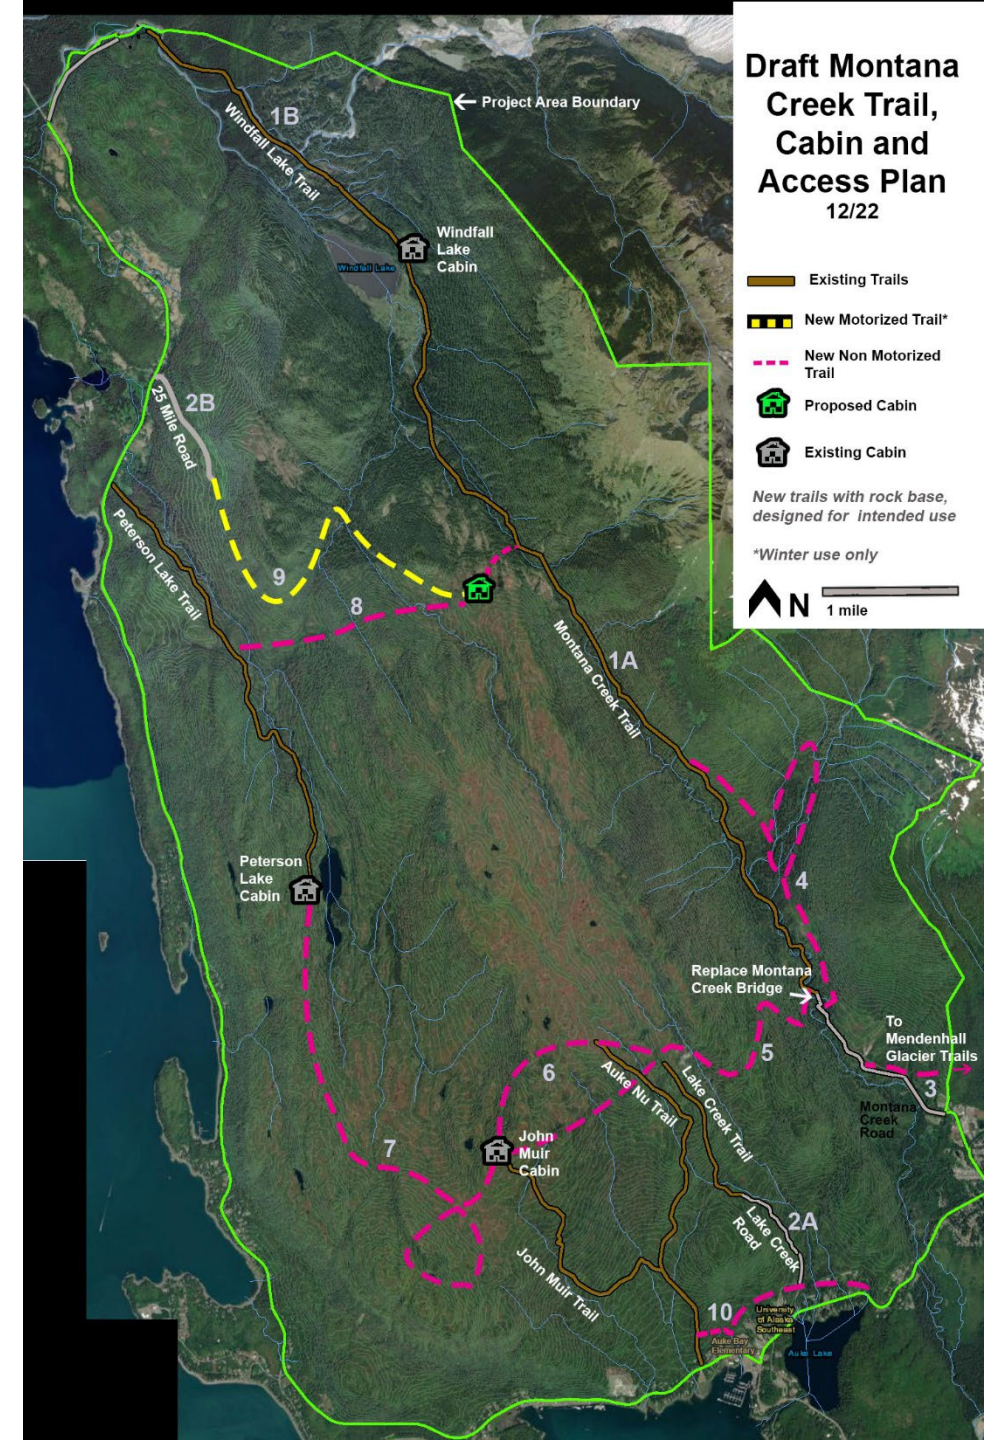 Draft Montana
Creek Trail,
Cabin and
Access Plan
12/22
Existing Trails
New Motorized Trail*
New Non Motorized
Trail
Proposed Cabin
Existing Cabin
New trails with rock base,
designed for intended use
*Winter use only
N
1 mile
Project Area Boundary
1B
Windfall Lake Trail
Windfall
Lake
Cabin
Windfall Lake
2B
25 Mile Road
Peterson Lake Trail
9
8
1A
Montana Creek Trail
4
Peterson
Lake
Cabin
Replace Montana
Creek Bridge
To
Mendenhall
Glacier Trails
3
Montana
Creek
Road
5
6
Auke Nu Trail
Lake Creek Trail
7
John
Muir
Cabin
2A
Lake Creek
Road
John Muir Trail
10
University
of Alaska
Southeast
Auke Bay
Elementary
Auke Lake